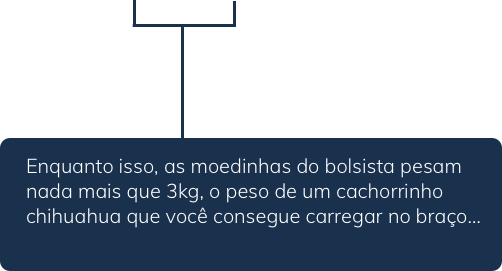 Enquanto isso, as moedinhas do bolsista pesam
nada mais que 3kg, o peso de um cachorrinho
chihuahua que você consegue carregar no braço...